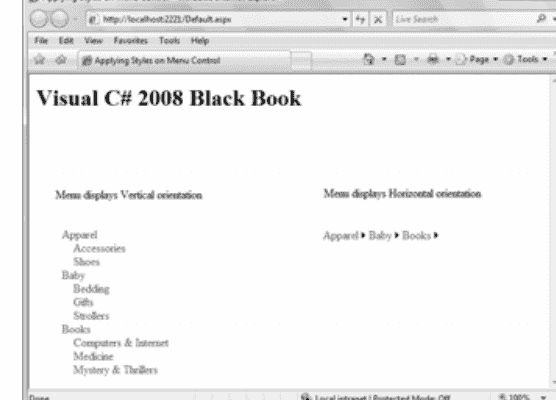 http://localhost:2221/Default.aspx
Live Search
File Edit View Favorites Tools Help
Applying Styles on Menu Control
Page Tools
Visual C# 2008 Black Book
Menu displays Vertical orientation
Menu displays Horizontal orientation
Apparel
Accessories
Shoes
Baby
Bedding
Gifts
Strollers
Books
Computers & Internet
Medicine
Mystery & Thrillers
Apparel Baby Books
Done
Local intranet | Protected Mode: Off
100%